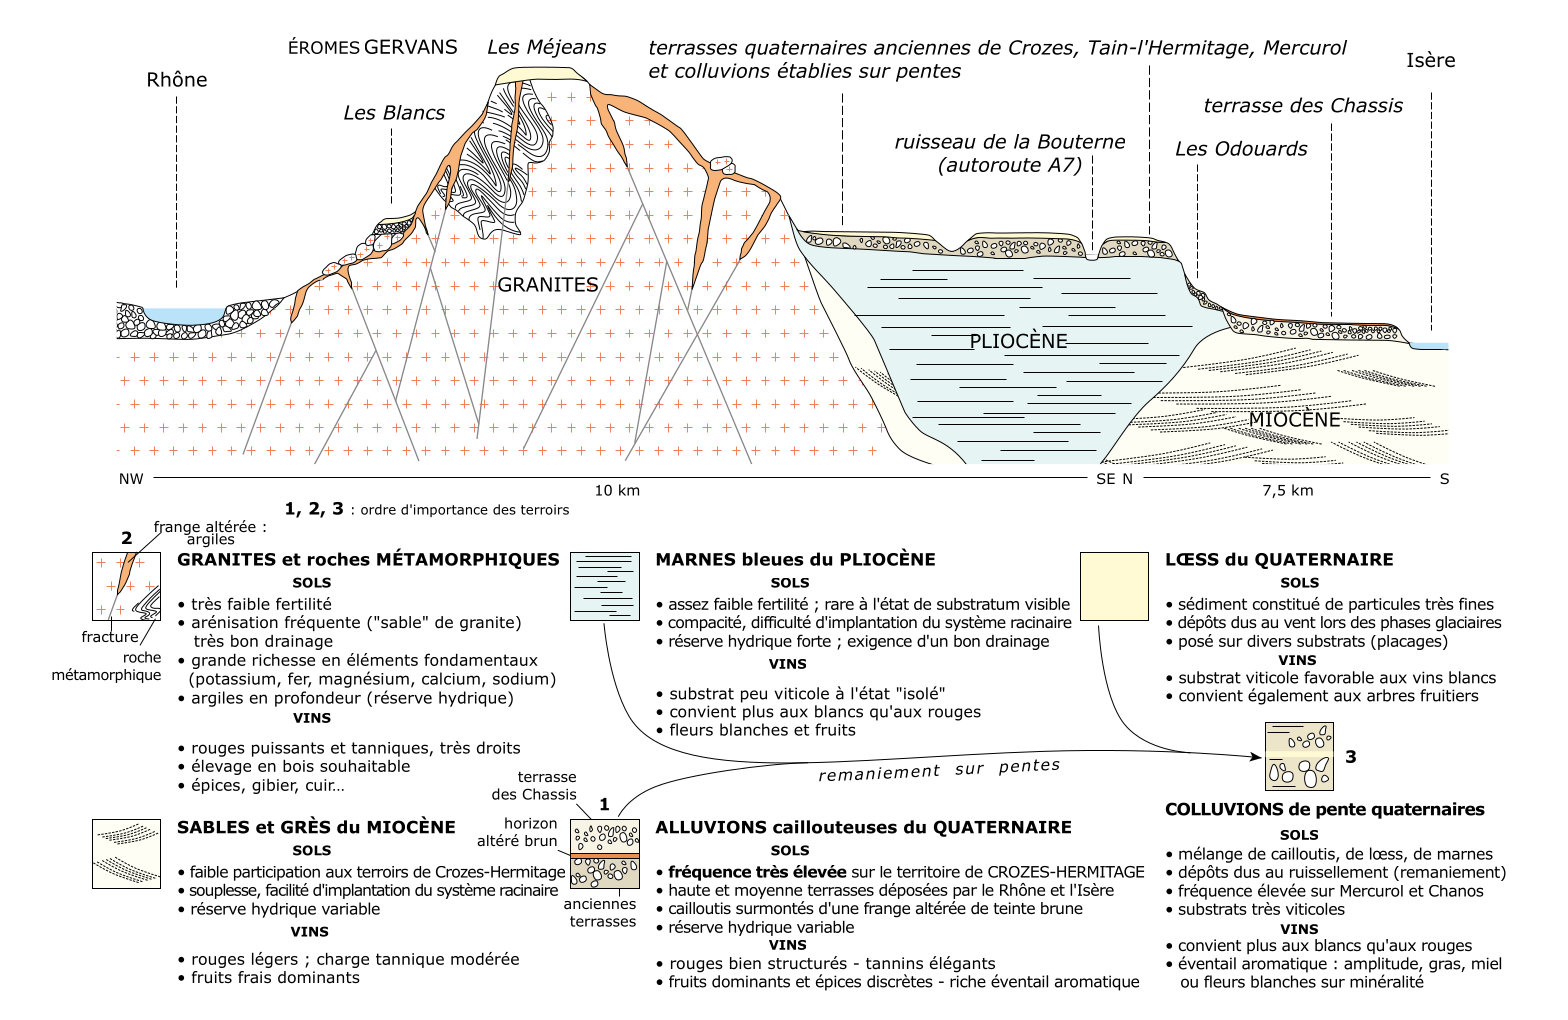 ÉROMES GERVANS
Les Méjeans
terrasses quaternaires anciennes de Crozes, Tain-l'Hermitage, Mercurol
et colluvions établies sur pentes
Isère
Rhône
Les Blancs
terrasse des Chassis
ruisseau de la Bouterne
(autoroute A7)
Les Odouards
GRANITES
PLIOCÈNE
MIOCÈNE
NW
10 km
SE N
7,5 km
S
1, 2, 3 : ordre d'importance des terroirs
2
frange altérée :
argiles
fracture
roche
métamorphique
GRANITES et roches MÉTAMORPHIQUES
SOLS
• très faible fertilité
• arénisation fréquente ("sable" de granite)
très bon drainage
• grande richesse en éléments fondamentaux
(potassium, fer, magnésium, calcium, sodium)
• argiles en profondeur (réserve hydrique)
VINS
• rouges puissants et tanniques, très droits
• élevage en bois souhaitable
• épices, gibier, cuir...
MARNES bleues du PLIOCÈNE
SOLS
• assez faible fertilité ; rare à l'état de substratum visible
• compacité, difficulté d'implantation du système racinaire
• réserve hydrique forte ; exigence d'un bon drainage
VINS
• substrat peu viticole à l'état "isolé"
• convient plus aux blancs qu'aux rouges
• fleurs blanches et fruits
LŒSS du QUATERNAIRE
SOLS
• sédiment constitué de particules très fines
• dépôts dus au vent lors des phases glaciaires
• posé sur divers substrats (placages)
VINS
• substrat viticole favorable aux vins blancs
• convient également aux arbres fruitiers
remaniement sur pentes
3
SABLES et GRÈS du MIOCÈNE
SOLS
• faible participation aux terroirs de Crozes-Hermitage
• souplesse, facilité d'implantation du système racinaire
• réserve hydrique variable
VINS
• rouges légers ; charge tannique modérée
• fruits frais dominants
terrasse
des Chassis
1
horizon
altéré brun
anciennes
terrasses
ALLUVIONS caillouteuses du QUATERNAIRE
SOLS
• fréquence très élevée sur le territoire de CROZES-HERMITAGE
• haute et moyenne terrasses déposées par le Rhône et l'Isère
• cailloutis surmontés d'une frange altérée de teinte brune
• réserve hydrique variable
VINS
• rouges bien structurés - tannins élégants
• fruits dominants et épices discrètes - riche éventail aromatique
COLLUVIONS de pente quaternaires
SOLS
• mélange de cailloutis, de lœss, de marnes
• dépôts dus au ruissellement (remaniement)
• fréquence élevée sur Mercurol et Chanos
• substrats très viticoles
VINS
• convient plus aux blancs qu'aux rouges
• éventail aromatique : amplitude, gras, miel
ou fleurs blanches sur minéralité